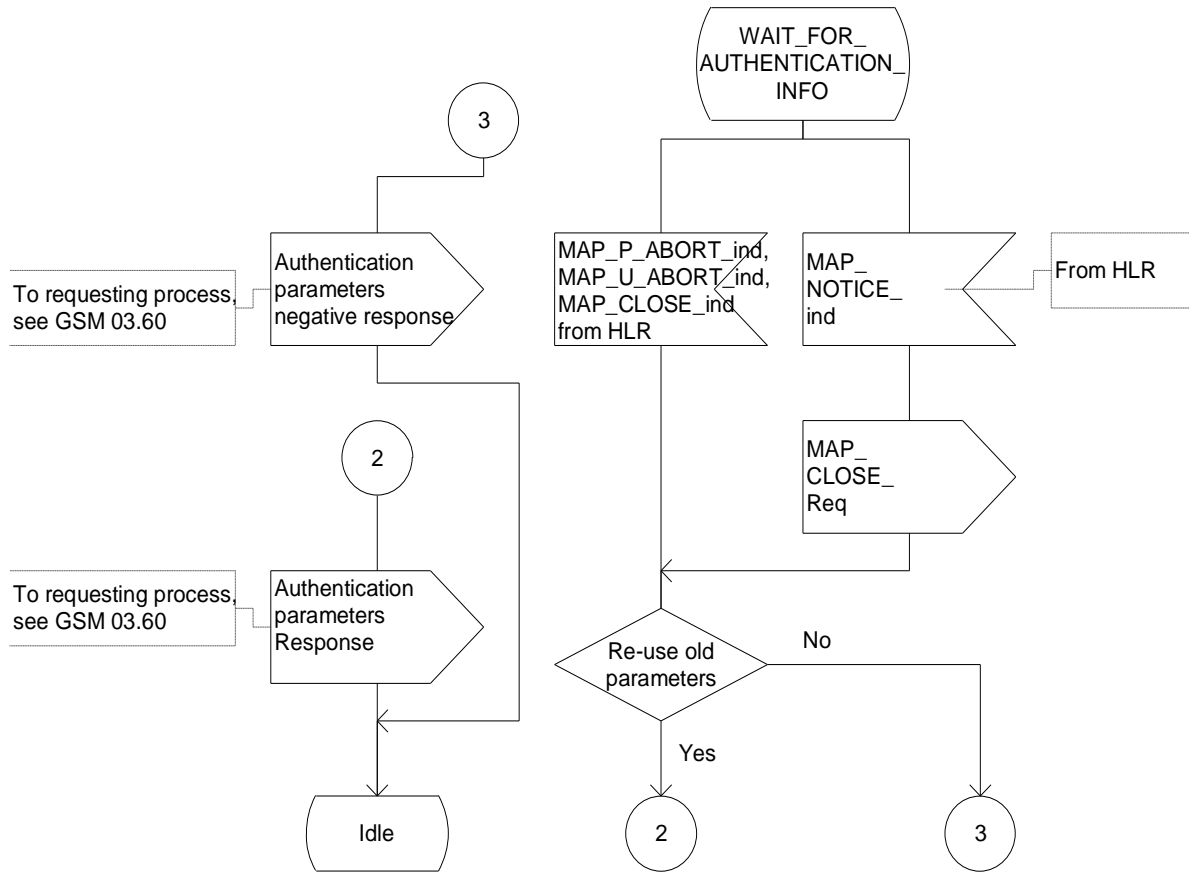 WAIT_FOR_
AUTHENTICATION_
INFO
3
Authentication
parameters
negative response
To requesting process,
see GSM 03.60
MAP_P_ABORT_ind,
MAP_U_ABORT_ind,
MAP_CLOSE_ind
from HLR
MAP_
NOTICE_
ind
From HLR
2
MAP_
CLOSE_
Req
To requesting process,
see GSM 03.60
Authentication
parameters
Response
Re-use old
parameters
No
Yes
Idle
2
3